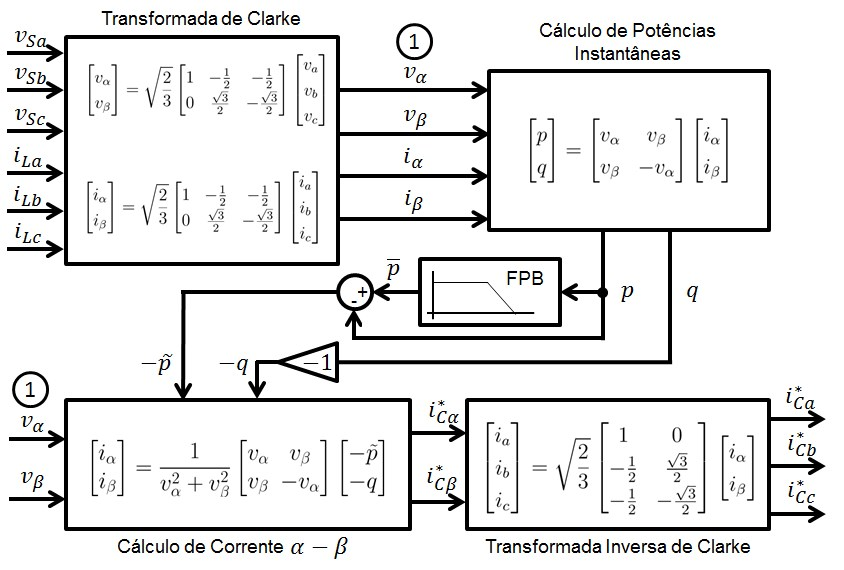 Transformada de Clarke
v_Sa
v_Sb
v_Sc
i_La
i_Lb
i_Lc
[v_α v_β] = √(2/3) [1 -1/2 -1/2; 0 √3/2 -√3/2] [v_a v_b v_c]
[i_α i_β] = √(2/3) [1 -1/2 -1/2; 0 √3/2 -√3/2] [i_a i_b i_c]
1
v_α
v_β
i_α
i_β
Cálculo de Potências
Instantâneas
[p q] = [v_α v_β; v_β -v_α] [i_α i_β]
p̅
FPB
p
q
- +
-p̃
-q
-1
1
v_α
v_β
[i_α i_β] = 1/(v_α^2 + v_β^2) [v_α v_β; v_β -v_α] [-p̃ -q]
Cálculo de Corrente α - β
i*_Cα
i*_Cβ
[i_a i_b i_c] = √(2/3) [1 0; -1/2 √3/2; -1/2 -√3/2] [i_α i_β]
Transformada Inversa de Clarke
i*_Ca
i*_Cb
i*_Cc